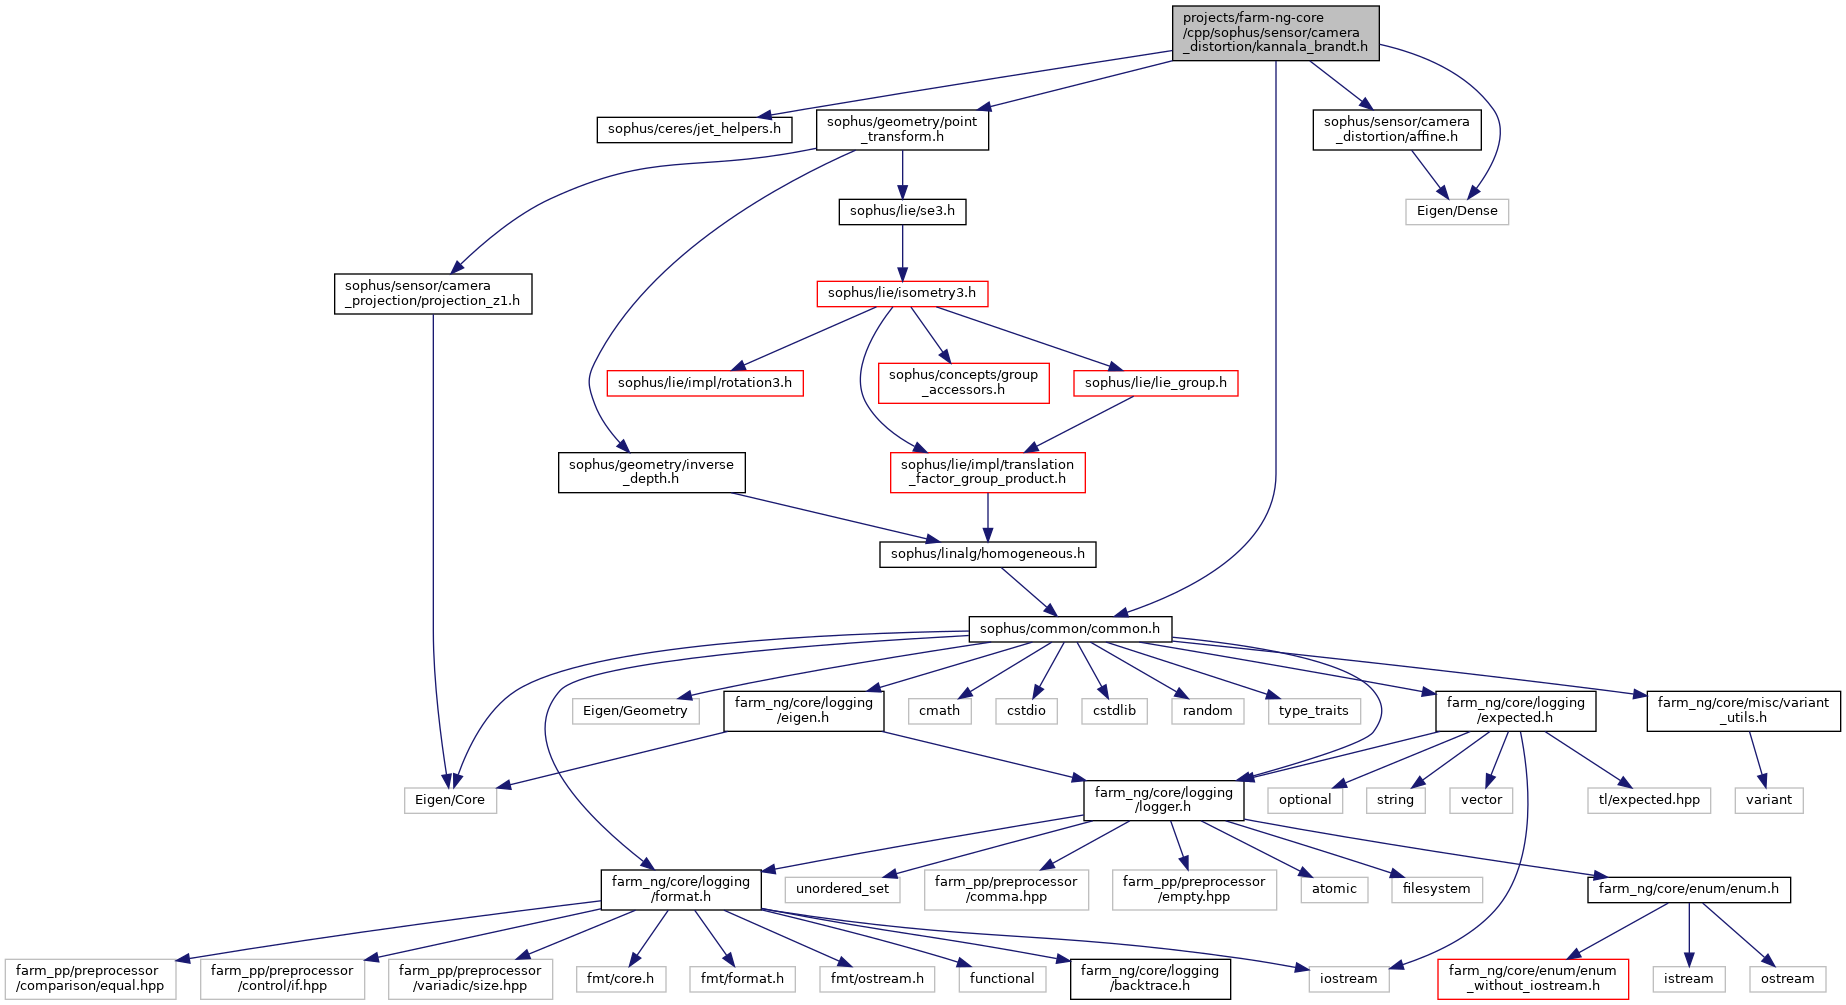 projects/farm-ng-core
/cpp/sophus/sensor/camera
_distortion/kannala_brandt.h
sophus/ceres/jet_helpers.h
sophus/geometry/point
_transform.h
sophus/sensor/camera
_distortion/affine.h
sophus/lie/se3.h
Eigen/Dense
sophus/sensor/camera
_projection/projection_z1.h
sophus/lie/isometry3.h
sophus/lie/impl/rotation3.h
sophus/concepts/group
_accessors.h
sophus/lie/lie_group.h
sophus/geometry/inverse
_depth.h
sophus/lie/impl/translation
_factor_group_product.h
sophus/linalg/homogeneous.h
sophus/common/common.h
Eigen/Geometry
farm_ng/core/logging
/eigen.h
cmath
cstdio
cstdlib
random
type_traits
farm_ng/core/logging
/expected.h
farm_ng/core/misc/variant
_utils.h
Eigen/Core
farm_ng/core/logging
/logger.h
optional
string
vector
tl/expected.hpp
variant
farm_ng/core/logging
/format.h
unordered_set
farm_pp/preprocessor
/comma.hpp
farm_pp/preprocessor
/empty.hpp
atomic
filesystem
farm_ng/core/enum/enum.h
farm_pp/preprocessor
/comparison/equal.hpp
farm_pp/preprocessor
/control/if.hpp
farm_pp/preprocessor
/variadic/size.hpp
fmt/core.h
fmt/format.h
fmt/ostream.h
functional
farm_ng/core/logging
/backtrace.h
iostream
farm_ng/core/enum/enum
_without_iostream.h
istream
ostream